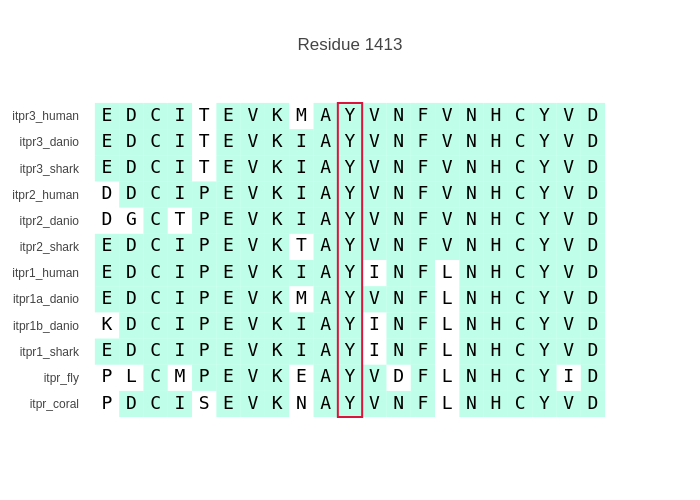 Residue 1413
itpr3_human E D C I T E V K M A Y V N F V N H C Y V D
itpr3_danio E D C I T E V K I A Y V N F V N H C Y V D
itpr3_shark E D C I T E V K I A Y V N F V N H C Y V D
itpr2_human D D C I P E V K I A Y V N F V N H C Y V D
itpr2_danio D G C T P E V K I A Y V N F V N H C Y V D
itpr2_shark E D C I P E V K T A Y V N F V N H C Y V D
itpr1_human E D C I P E V K I A Y I N F L N H C Y V D
itpr1a_danio E D C I P E V K M A Y V N F L N H C Y V D
itpr1b_danio K D C I P E V K I A Y I N F L N H C Y V D
itpr1_shark E D C I P E V K I A Y I N F L N H C Y V D
itpr_fly P L C M P E V K E A Y V D F L N H C Y I D
itpr_coral P D C I S E V K N A Y V N F L N H C Y V D